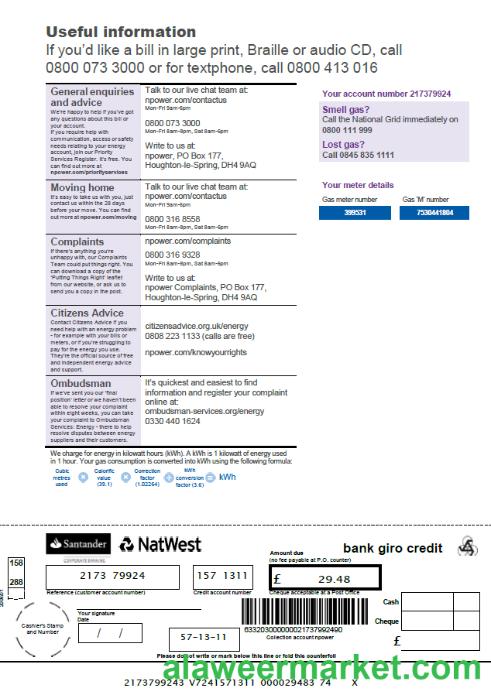 Useful information
If you'd like a bill in large print, Braille or audio CD, call
0800 073 3000 or for textphone, call 0800 413 016
General enquiries
and advice
We're happy to help if you've got
any questions about this bill or
your account.
If you require help with
communication, access or safety
needs relating to your energy
account, join our Priority
Services Register. It's free. You
can find out more at
npower.com/priorityservices
Talk to our live chat team at:
npower.com/contactus
Mon-Fri 8am-6pm
0800 073 3000
Mon-Fri 8am-8pm, Sat 8am-6pm
Write to us at:
npower, PO Box 177,
Houghton-le-Spring, DH4 9AQ
Moving home
It's easy to take us with you, just
contact us within the 28 days
before your move. You can find
out more at npower.com/moving
Talk to our live chat team at:
npower.com/contactus
Mon-Fri 8am-6pm
0800 316 8558
Mon-Fri 8am-8pm, Sat 8am-6pm
Complaints
If there's anything you're
unhappy with, our Complaints
Team could put things right. You
can download a copy of the
'Putting Things Right' leaflet
from our website, or ask us to
send you a copy in the post.
npower.com/complaints
0800 316 9328
Mon-Fri 8am-8pm, Sat 8am-6pm
Write to us at:
npower Complaints, PO Box 177,
Houghton-le-Spring, DH4 9AQ
Citizens Advice
Contact Citizens Advice if you
need help with an energy problem
- for example with your bills or
meters, or if you're struggling to
pay for the energy you use.
They're the official source of free
and independent energy advice
and support.
citizensadvice.org.uk/energy
0808 223 1133 (calls are free)
npower.com/knowyourrights
Ombudsman
If we've sent you our 'final
position' letter or we haven't been
able to resolve your complaint
within eight weeks, you can take
your complaint to Ombudsman
Services: Energy - there to help
resolve disputes between energy
suppliers and their customers.
It's quickest and easiest to find
information and register your complaint
online at:
ombudsman-services.org/energy
0330 440 1624
Your account number 217379924
Smell gas?
Call the National Grid immediately on
0800 111 999
Lost gas?
Call 0845 835 1111
Your meter details
Gas meter number
Gas 'M' number
399531
7530441804
We charge for energy in kilowatt hours (kWh). A kWh is 1 kilowatt of energy used
in 1 hour. Your gas consumption is converted into kWh using the following formula:
Cubic metres used × Calorific value (39.1) × Correction factor (1.02264) ÷ kWh conversion factor (3.6) = kWh
Santander
CORPORATE BANKING
NatWest
Amount due
(no fee payable at P.O. counter)
bank giro credit
158
288
2173 79924
157 1311
£ 29.48
Reference (customer account number)
Credit account number
Cheque acceptable at a Post Office
Cashier's Stamp
and Number
Your signature
Date
/ /
57-13-11
633203000000021737992490
Collection account npower
Cash
Cheque
£
Please do not write or mark below this line or fold this counterfoil
alaweermarket.com
2173799243 V7241571311 000029483 74 X